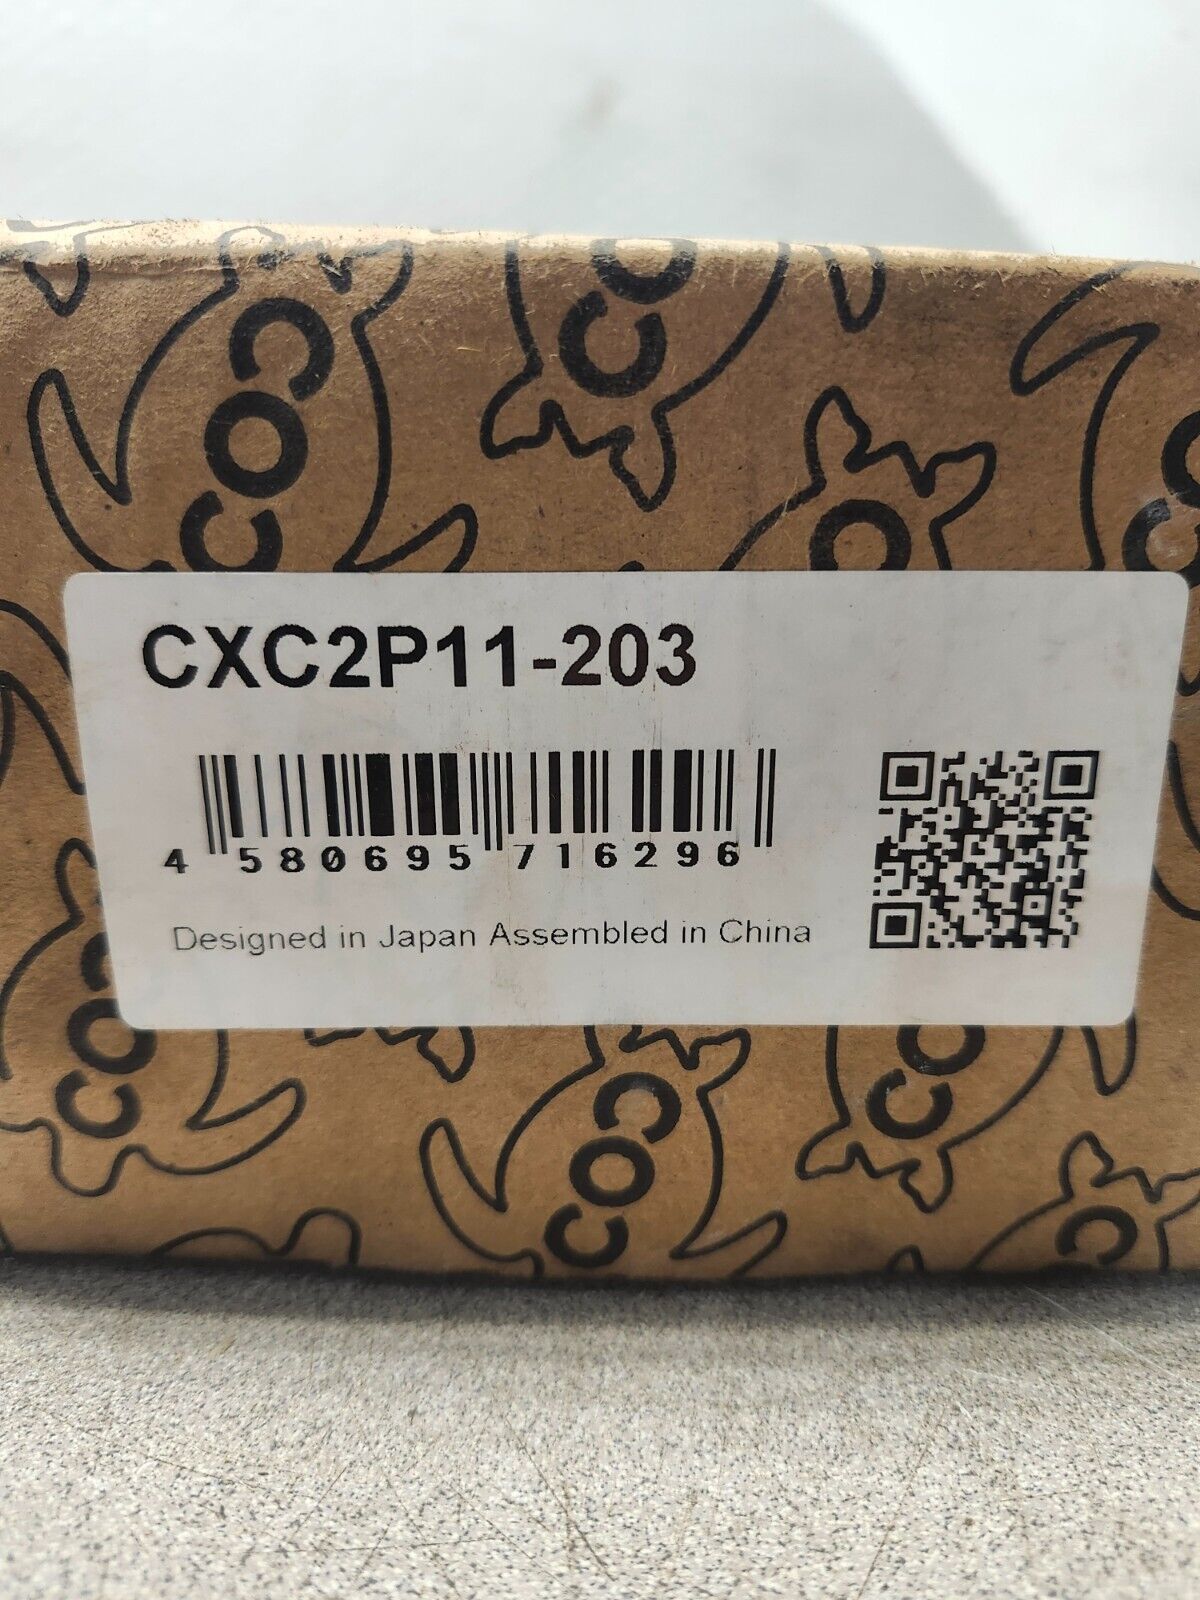 CXC2P11-203
4 580695 716296
Designed in Japan Assembled in China